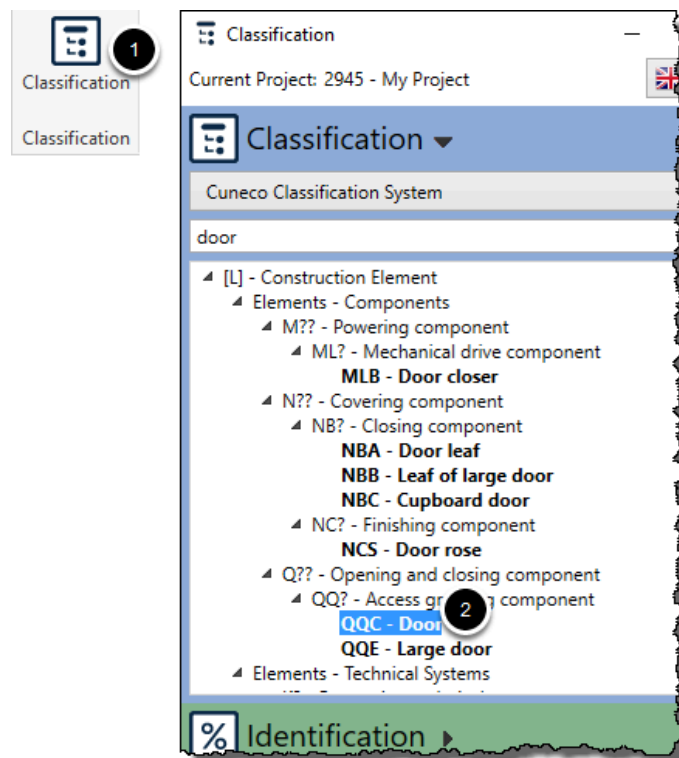 1
Classification
Classification
Classification
Current Project: 2945 - My Project
Classification
Cuneco Classification System
door
[L] - Construction Element
Elements - Components
M?? - Powering component
ML? - Mechanical drive component
MLB - Door closer
N?? - Covering component
NB? - Closing component
NBA - Door leaf
NBB - Leaf of large door
NBC - Cupboard door
NC? - Finishing component
NCS - Door rose
Q?? - Opening and closing component
QQ? - Access component
QQC - Door
2
QQE - Large door
Elements - Technical Systems
% Identification